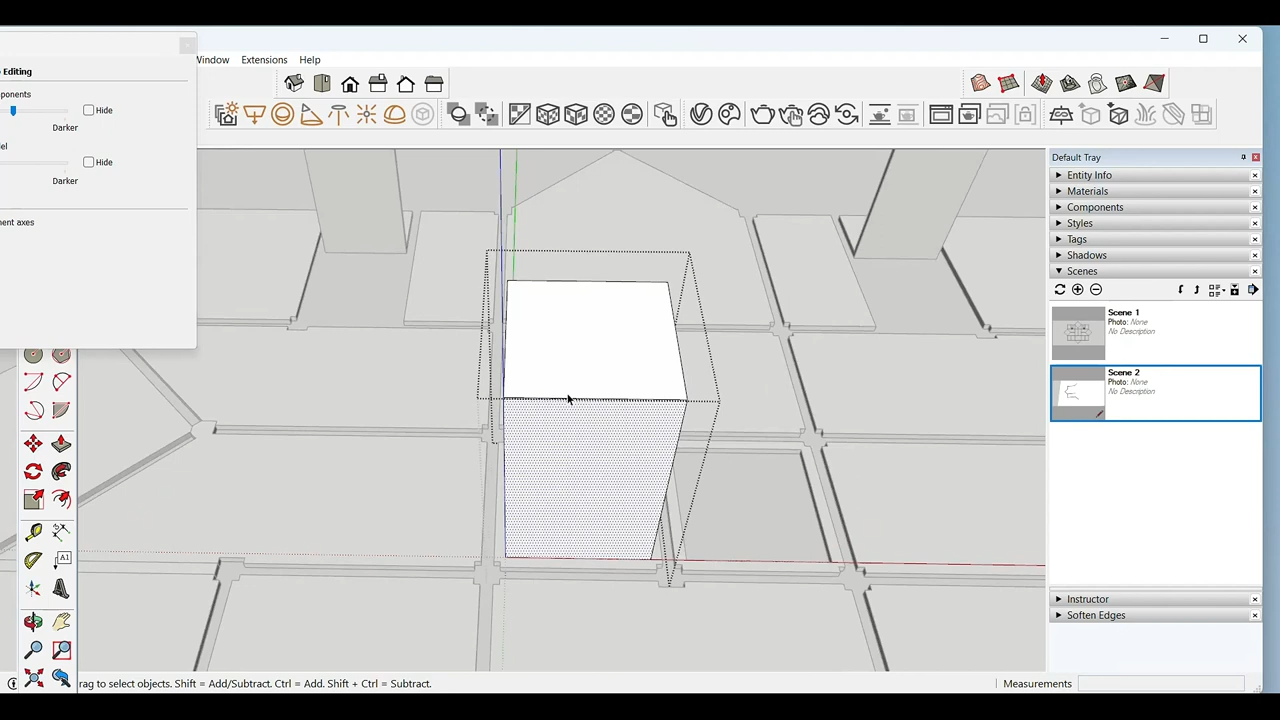 Window Extensions Help
Editing
ponents
Hide
Darker
el
Hide
Darker
ent axes
A1
Default Tray
Entity Info
Materials
Components
Styles
Tags
Shadows
Scenes
Scene 1
Photo: None
No Description
Scene 2
Photo: None
No Description
Instructor
Soften Edges
rag to select objects. Shift = Add/Subtract. Ctrl = Add. Shift + Ctrl = Subtract.
Measurements